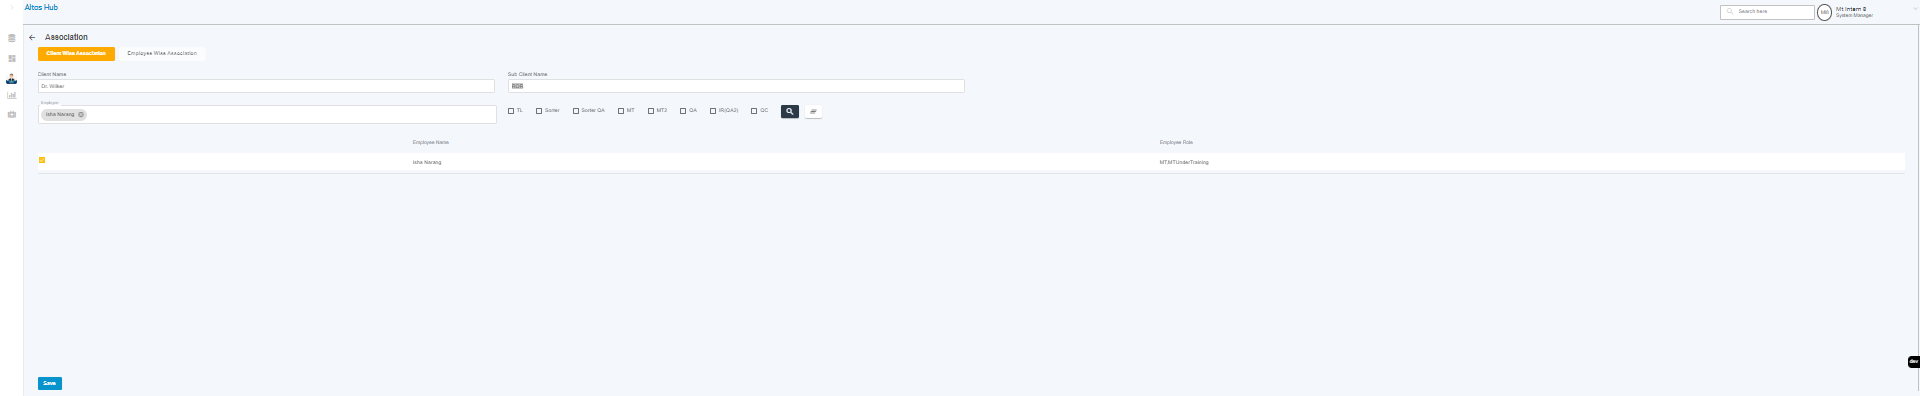 Altos Hub
Search here
MI
Mt Intern 8
System Manager
Association
Client Wise Association
Employee Wise Association
Client Name
Sub Client Name
Dr. Wilker
Employee
Isha Narang
TL
Sorter
Sorter QA
MT
MT2
QA
IR(QA2)
QC
Employee Name
Employee Role
Isha Narang
MT,MTUnderTraining
Save
dev